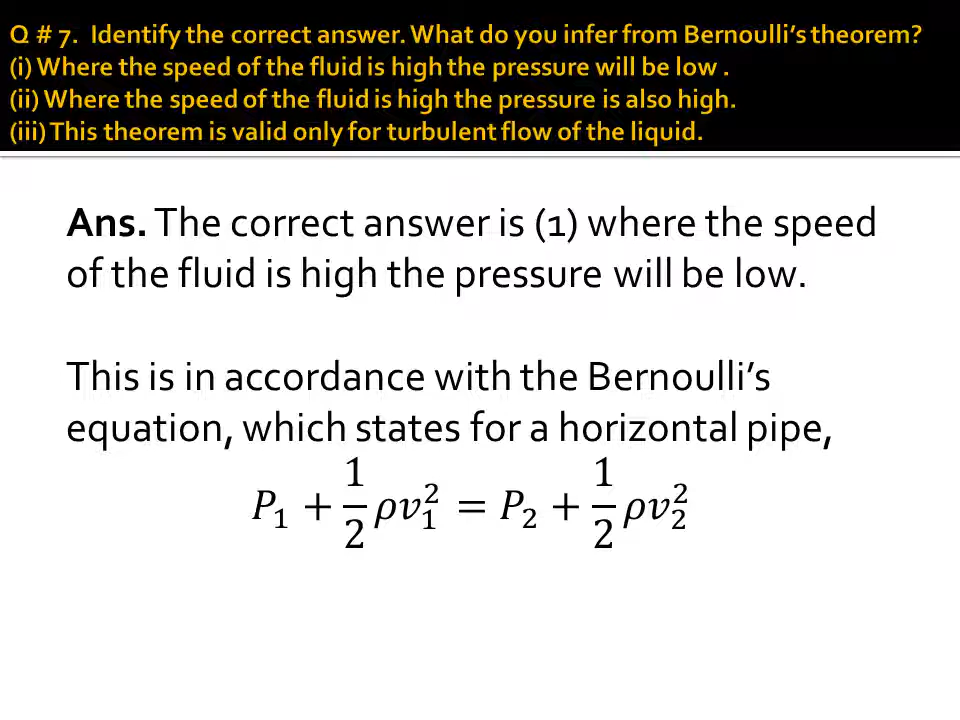 Q # 7. Identify the correct answer. What do you infer from Bernoulli's theorem?
(i) Where the speed of the fluid is high the pressure will be low .
(ii) Where the speed of the fluid is high the pressure is also high.
(iii) This theorem is valid only for turbulent flow of the liquid.
Ans. The correct answer is (1) where the speed
of the fluid is high the pressure will be low.
This is in accordance with the Bernoulli's
equation, which states for a horizontal pipe,
P₁ + 1/2 ρv₁² = P₂ + 1/2 ρv₂²